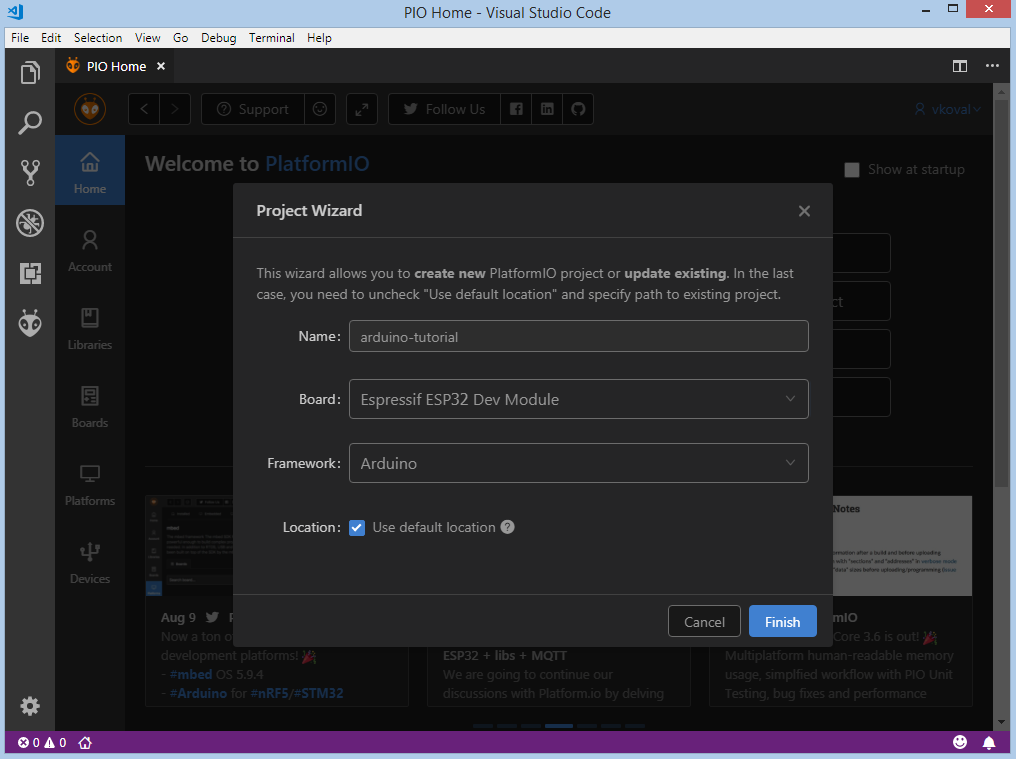 PIO Home - Visual Studio Code
File Edit Selection View Go Debug Terminal Help
PIO Home
Support
Follow Us
vkoval
Home
Account
Libraries
Boards
Platforms
Devices
Welcome to PlatformIO
Show at startup
Project Wizard
This wizard allows you to create new PlatformIO project or update existing. In the last
case, you need to uncheck "Use default location" and specify path to existing project.
Name: arduino-tutorial
Board: Espressif ESP32 Dev Module
Framework: Arduino
Location: Use default location ?
Cancel Finish
ct
Notes
Aug 9
Now a ton o
development platforms!
- #mbed OS 5.9.4
- #Arduino for #nRF5/#STM32
ESP32 + libs + MQTT
We are going to continue our
discussions with Platform.io by delving
mIO
Core 3.6 is out!
Multiplatform human-readable memory
usage, simplfied workflow with PIO Unit
Testing, bug fixes and performance
0 0